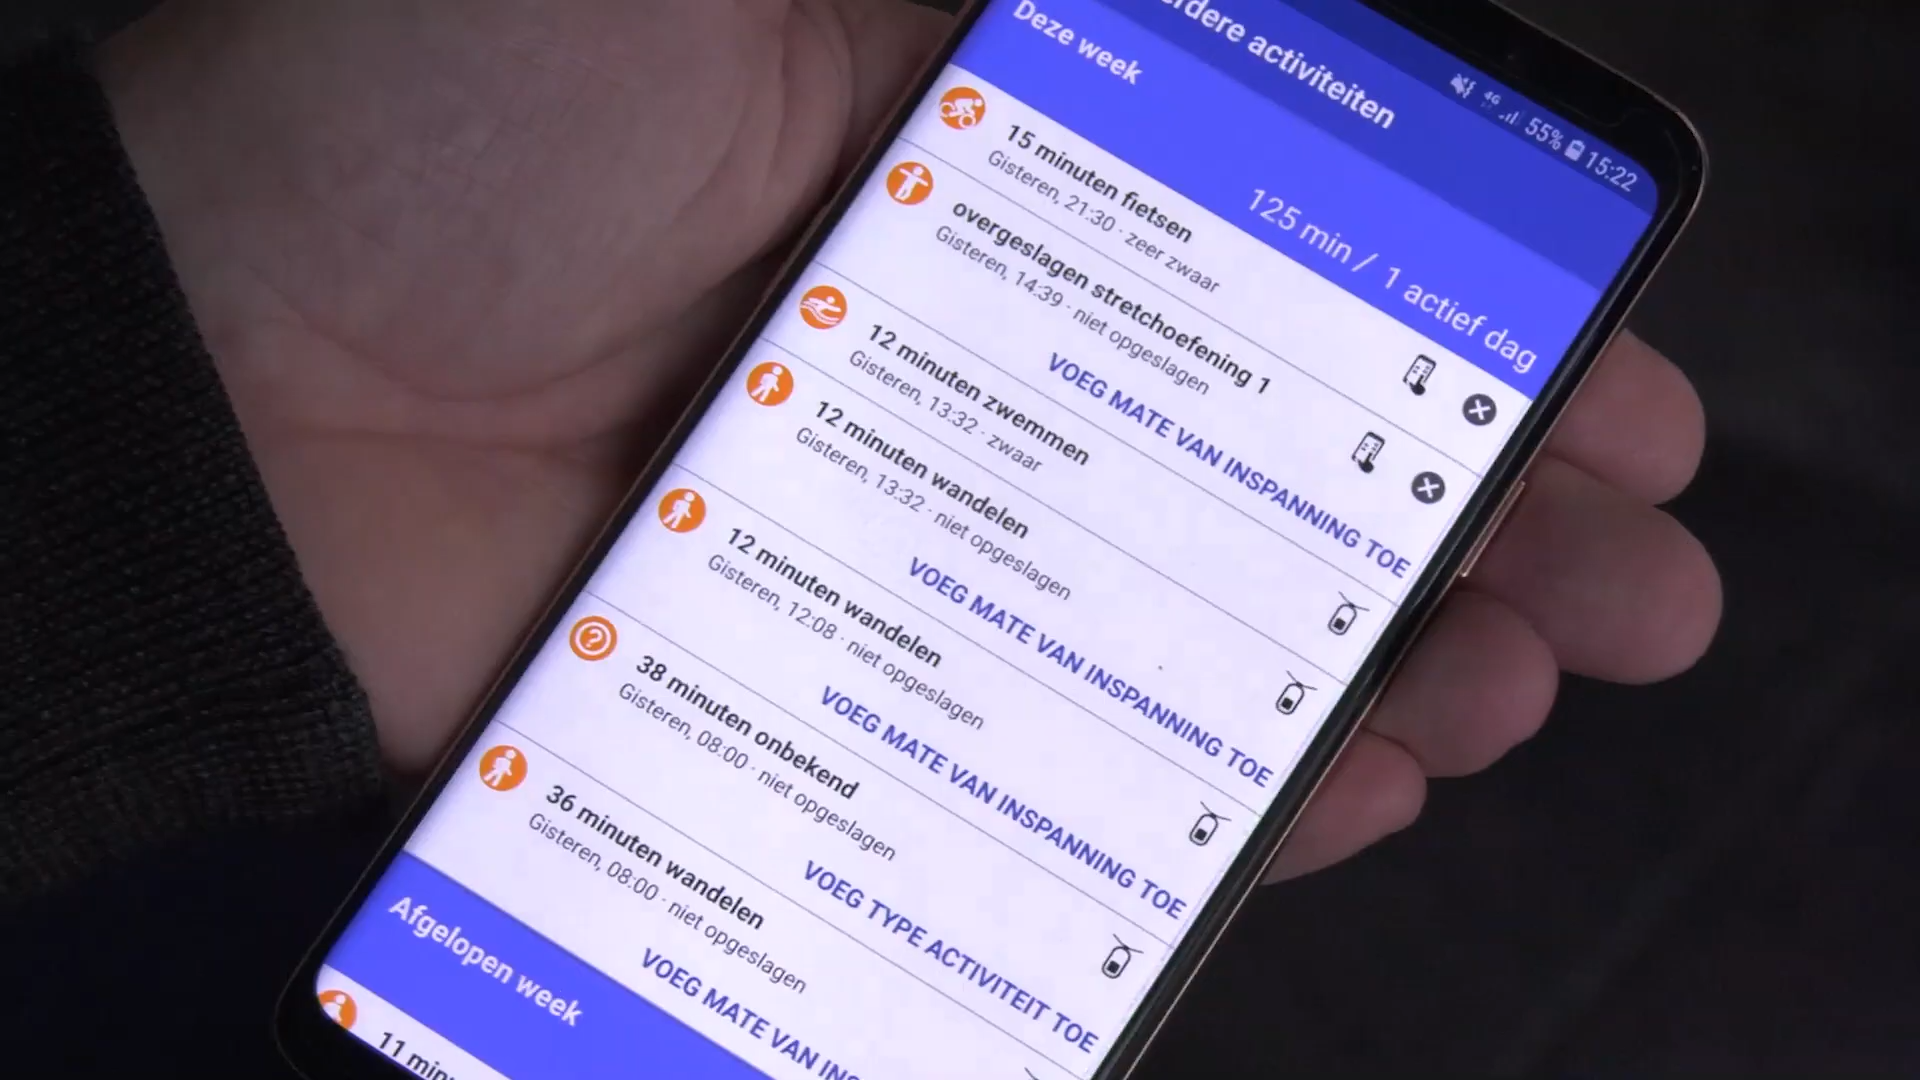 erdere activiteiten
4G 55% 15:22
Deze week
125 min / 1 actief dag
15 minuten fietsen
Gisteren, 21:30 · zeer zwaar
overgeslagen stretchoefening 1
Gisteren, 14:39 · niet opgeslagen
VOEG MATE VAN INSPANNING TOE
12 minuten zwemmen
Gisteren, 13:32 · zwaar
12 minuten wandelen
Gisteren, 13:32 · niet opgeslagen
VOEG MATE VAN INSPANNING TOE
12 minuten wandelen
Gisteren, 12:08 · niet opgeslagen
VOEG MATE VAN INSPANNING TOE
38 minuten onbekend
Gisteren, 08:00 · niet opgeslagen
VOEG TYPE ACTIVITEIT TOE
36 minuten wandelen
Gisteren, 08:00 · niet opgeslagen
VOEG MATE VAN INS
Afgelopen week
11 minu